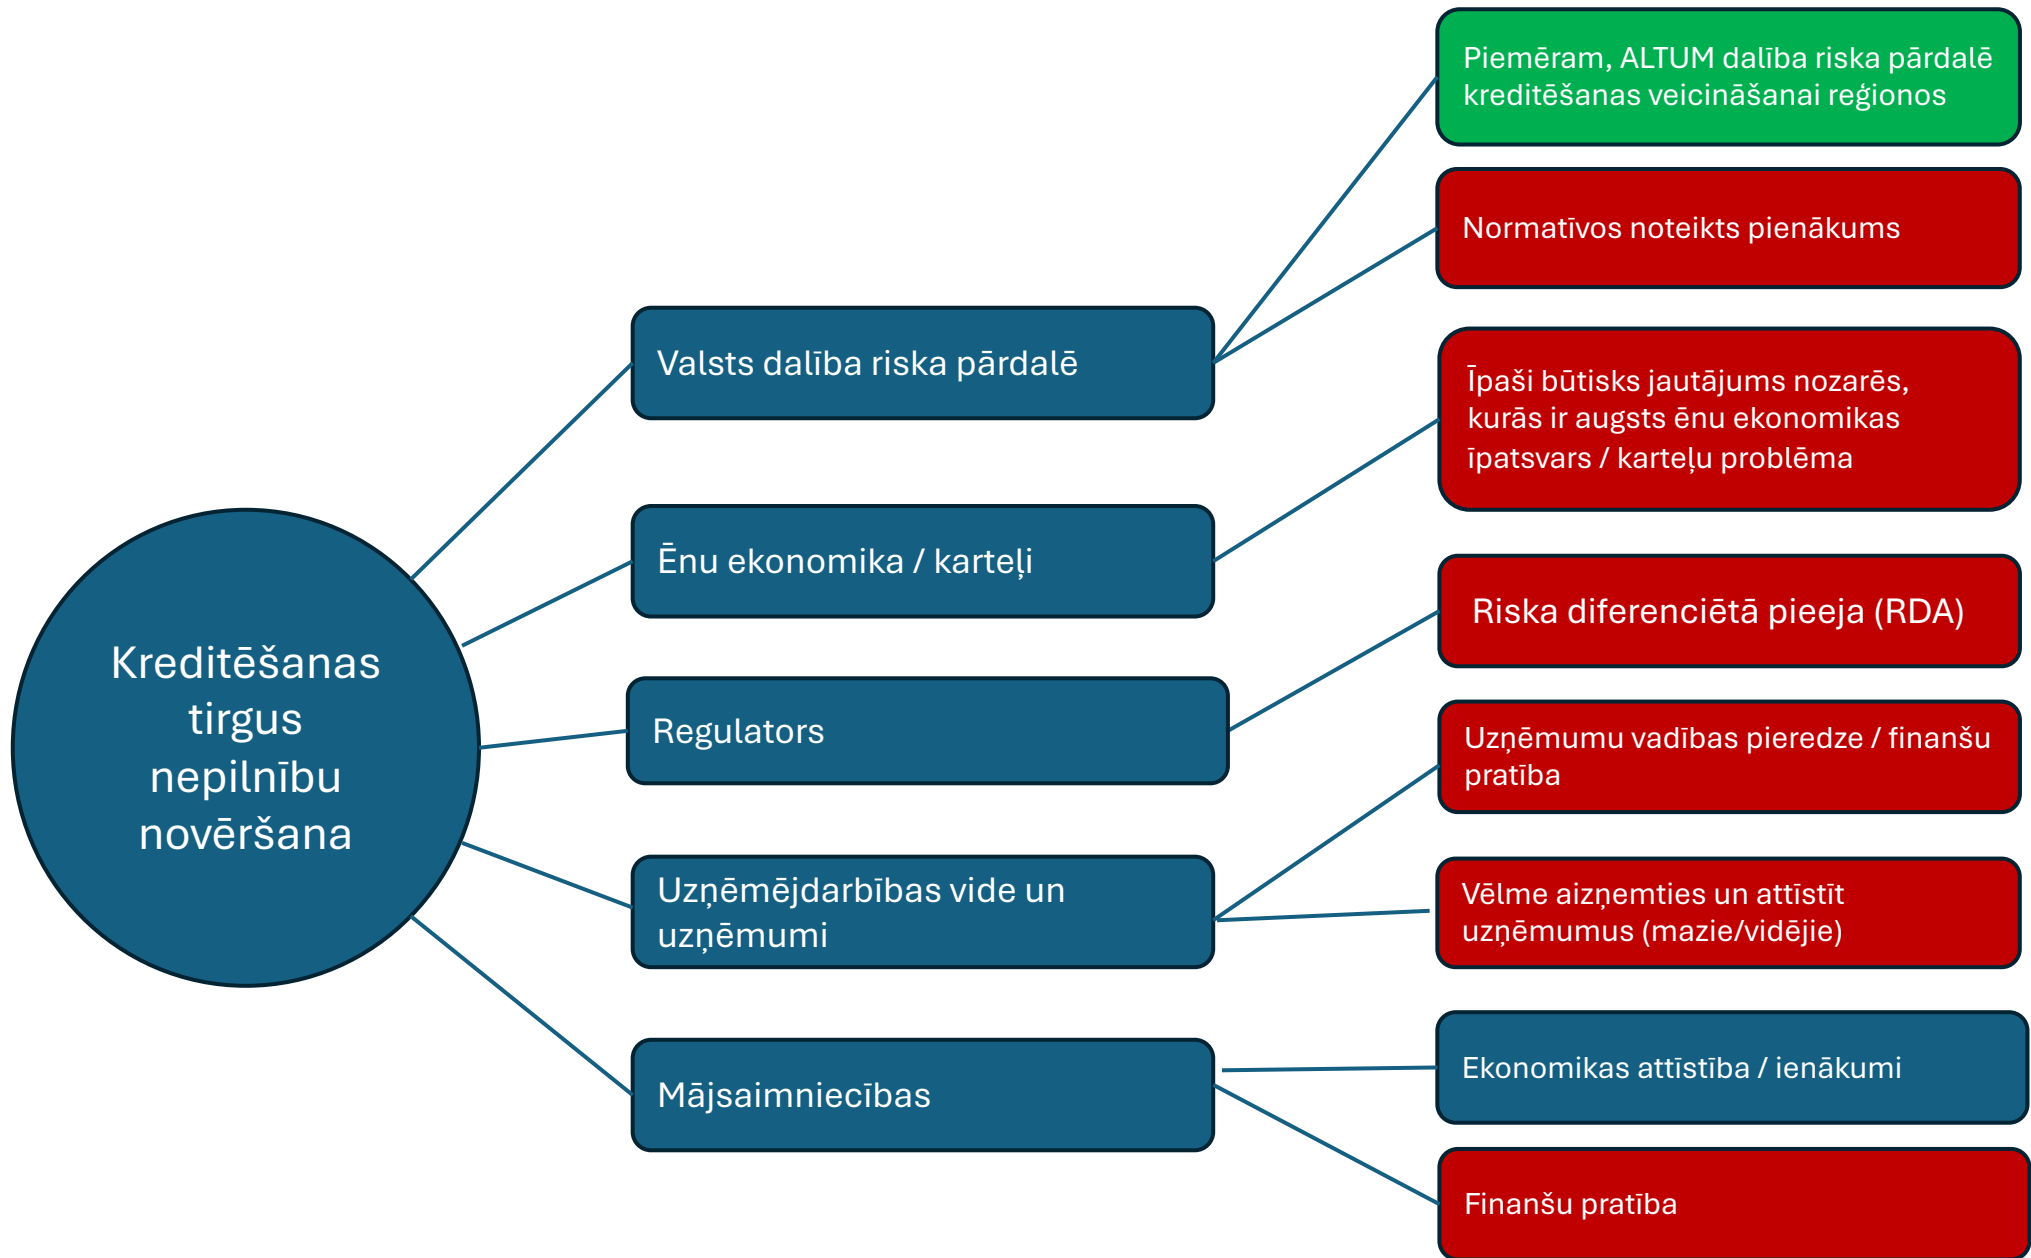 Kreditēšanas
tirgus
nepilnību
novēršana
Valsts dalība riska pārdalē
Ēnu ekonomika / karteļi
Regulators
Uzņēmējdarbības vide un
uzņēmumi
Mājsaimniecības
Piemēram, ALTUM dalība riska pārdalē
kreditēšanas veicināšanai reģionos
Normatīvos noteikts pienākums
Īpaši būtisks jautājums nozarēs,
kurās ir augsts ēnu ekonomikas
īpatsvars / karteļu problēma
Riska diferenciētā pieeja (RDA)
Uzņēmumu vadības pieredze / finanšu
pratība
Vēlme aizņemties un attīstīt
uzņēmumus (mazie/vidējie)
Ekonomikas attīstība / ienākumi
Finanšu pratība